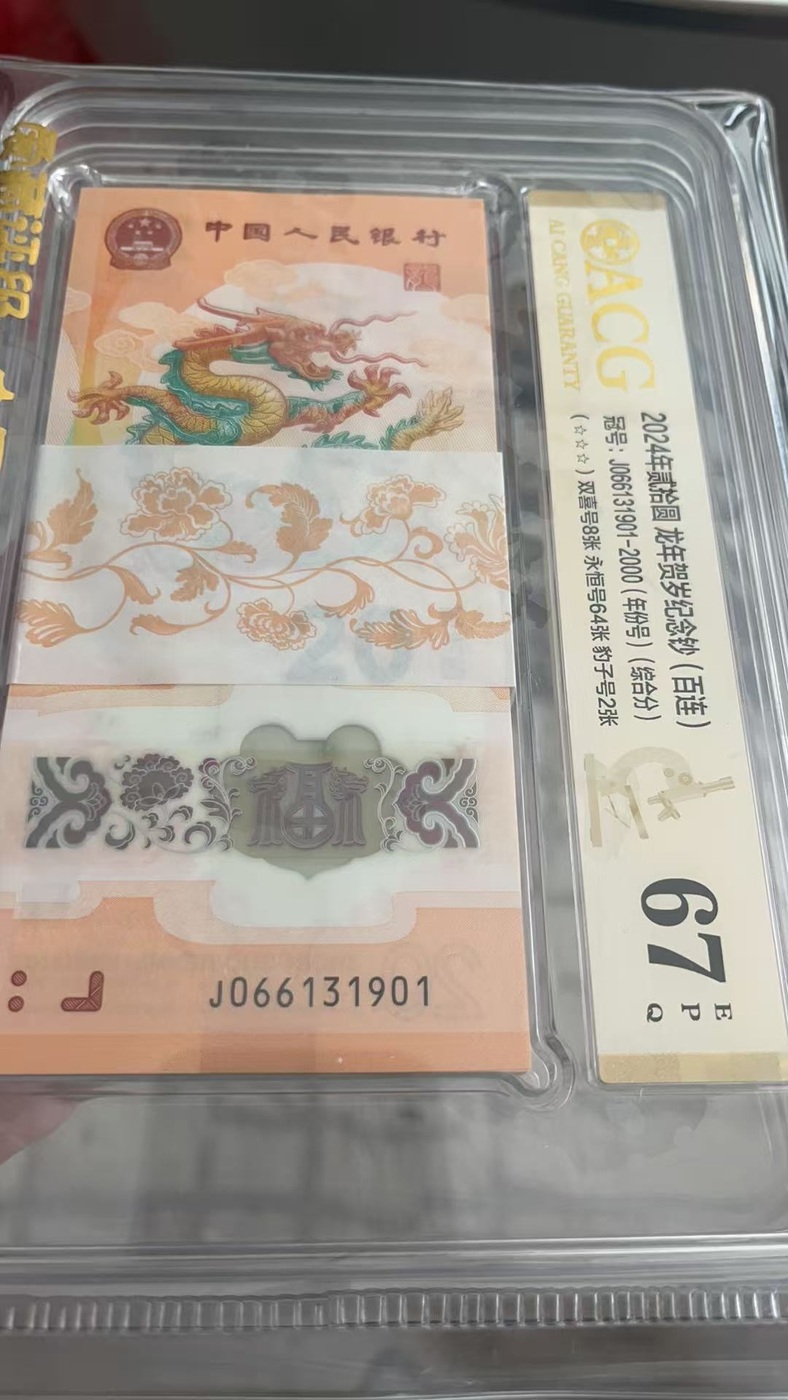 中国人民银行
J066131901
ACG
AI CANG GUARANTY
2024年贰拾圆 龙年贺岁纪念钞（百连）
冠号：J066131901-2000（年份号）（综合分）
（☆☆☆）双喜号8张 永恒号64张 豹子号2张
67
E
P
Q